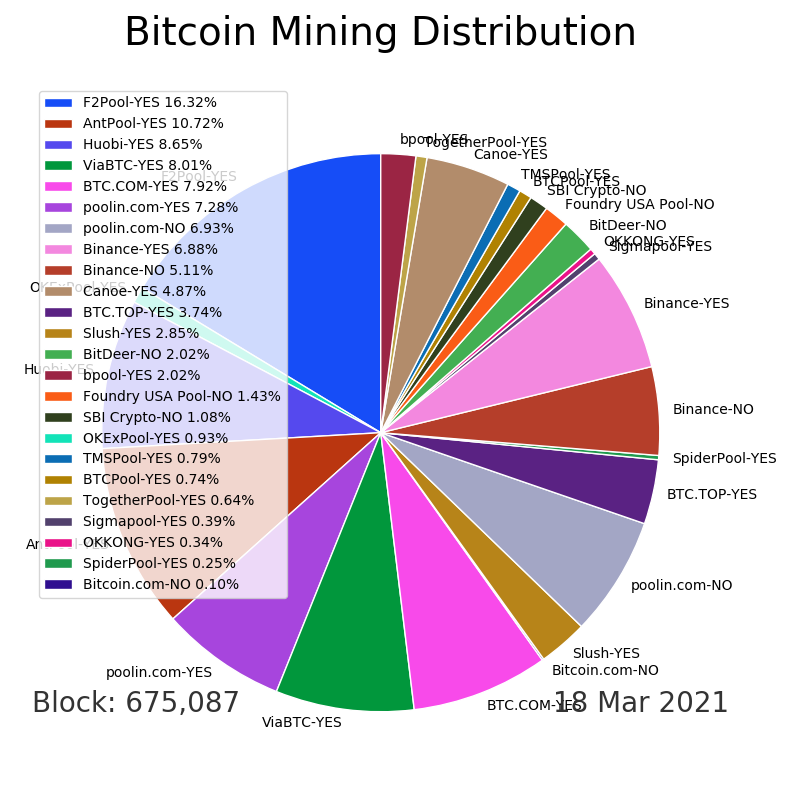 Bitcoin Mining Distribution
F2Pool-YES 16.32%
AntPool-YES 10.72%
Huobi-YES 8.65%
ViaBTC-YES 8.01%
BTC.COM-YES 7.92%
poolin.com-YES 7.28%
poolin.com-NO 6.93%
Binance-YES 6.88%
Binance-NO 5.11%
Canoe-YES 4.87%
BTC.TOP-YES 3.74%
Slush-YES 2.85%
BitDeer-NO 2.02%
bpool-YES 2.02%
Foundry USA Pool-NO 1.43%
SBI Crypto-NO 1.08%
OKExPool-YES 0.93%
TMSPool-YES 0.79%
BTCPool-YES 0.74%
TogetherPool-YES 0.64%
Sigmapool-YES 0.39%
OKKONG-YES 0.34%
SpiderPool-YES 0.25%
Bitcoin.com-NO 0.10%
bpool-YES
TogetherPool-YES
Canoe-YES
TMSPool-YES
BTCPool-YES
SBI Crypto-NO
Foundry USA Pool-NO
BitDeer-NO
OKKONG-YES
Sigmapool-YES
Binance-YES
Binance-NO
SpiderPool-YES
BTC.TOP-YES
poolin.com-NO
Slush-YES
Bitcoin.com-NO
BTC.COM-YES
ViaBTC-YES
poolin.com-YES
AntPool-YES
Huobi-YES
OKExPool-YES
F2Pool-YES
Block: 675,087
18 Mar 2021